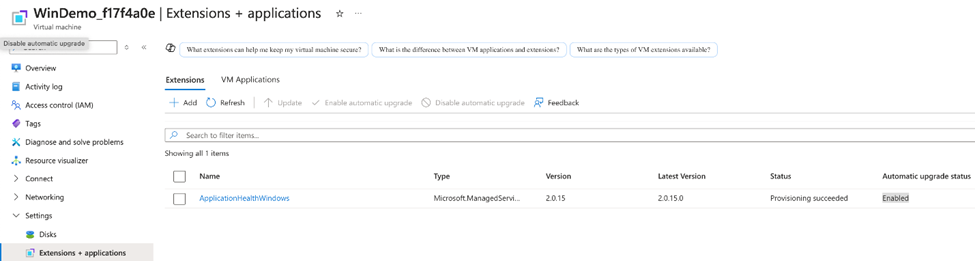 WinDemo_f17f4a0e | Extensions + applications ☆ ...
Virtual machine
Disable automatic upgrade
What extensions can help me keep my virtual machine secure? What is the difference between VM applications and extensions? What are the types of VM extensions available?
Overview
Activity log
Access control (IAM)
Tags
Diagnose and solve problems
Resource visualizer
Connect
Networking
Settings
Disks
Extensions + applications
Extensions VM Applications
Add Refresh Update Enable automatic upgrade Disable automatic upgrade Feedback
Search to filter items...
Showing all 1 items
Name Type Version Latest Version Status Automatic upgrade status
ApplicationHealthWindows Microsoft.ManagedServi... 2.0.15 2.0.15.0 Provisioning succeeded Enabled